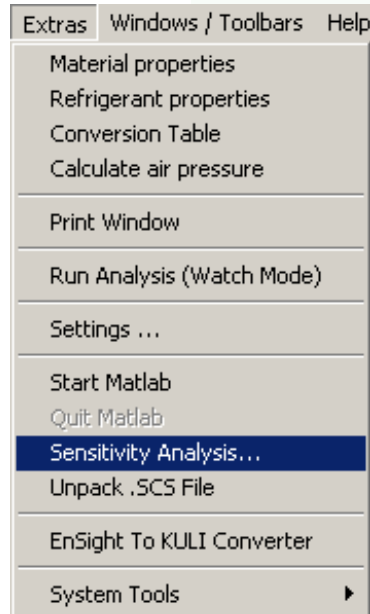 Extras Windows / Toolbars Help
Material properties
Refrigerant properties
Conversion Table
Calculate air pressure
Print Window
Run Analysis (Watch Mode)
Settings ...
Start Matlab
Quit Matlab
Sensitivity Analysis...
Unpack .SCS File
EnSight To KULI Converter
System Tools